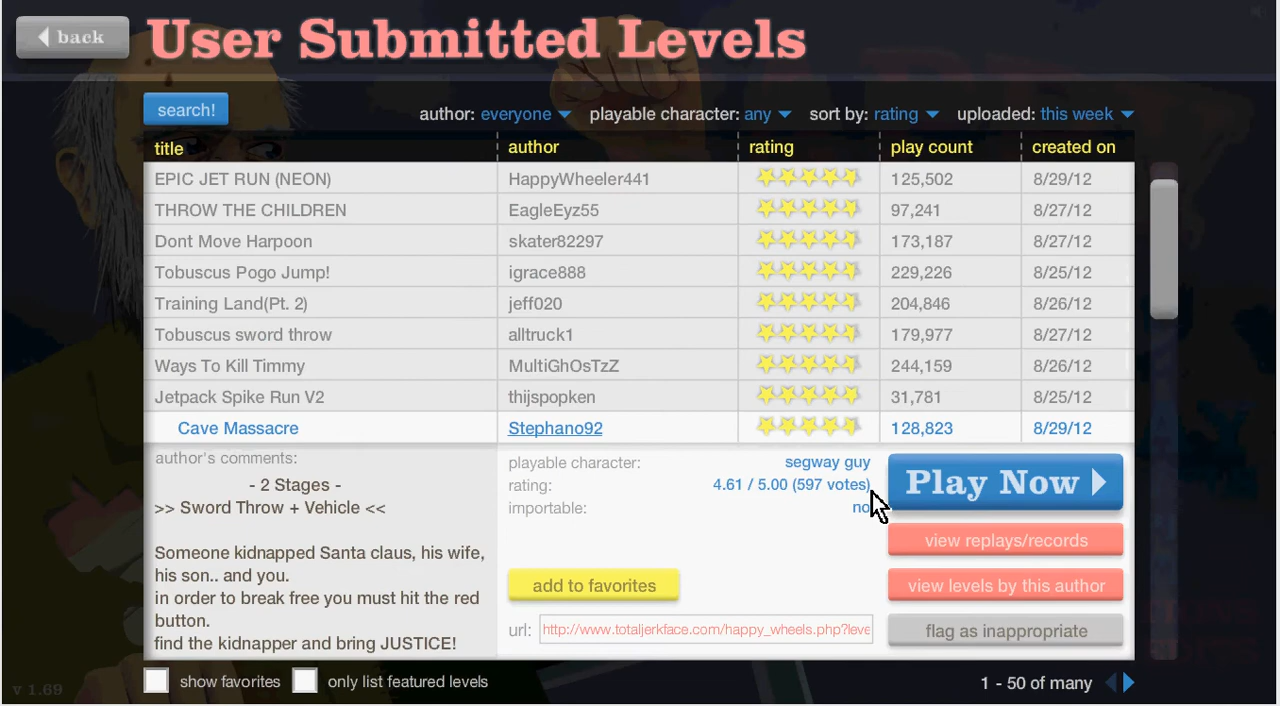 back
User Submitted Levels
search!
author: everyone playable character: any sort by: rating uploaded: this week
title author rating play count created on
EPIC JET RUN (NEON) HappyWheeler441 125,502 8/29/12
THROW THE CHILDREN EagleEyz55 97,241 8/27/12
Dont Move Harpoon skater82297 173,187 8/27/12
Tobuscus Pogo Jump! igrace888 229,226 8/25/12
Training Land(Pt. 2) jeff020 204,846 8/26/12
Tobuscus sword throw alltruck1 179,977 8/27/12
Ways To Kill Timmy MultiGhOsTzZ 244,159 8/26/12
Jetpack Spike Run V2 thijspopken 31,781 8/25/12
Cave Massacre Stephano92 128,823 8/29/12
author's comments:
- 2 Stages -
>> Sword Throw + Vehicle <<
Someone kidnapped Santa claus, his wife,
his son.. and you.
in order to break free you must hit the red
button.
find the kidnapper and bring JUSTICE!
playable character: segway guy
rating: 4.61 / 5.00 (597 votes)
importable: no
add to favorites
url: http://www.totaljerkface.com/happy_wheels.php?leve
Play Now
view replays/records
view levels by this author
flag as inappropriate
show favorites only list featured levels
1 - 50 of many
v 1.69